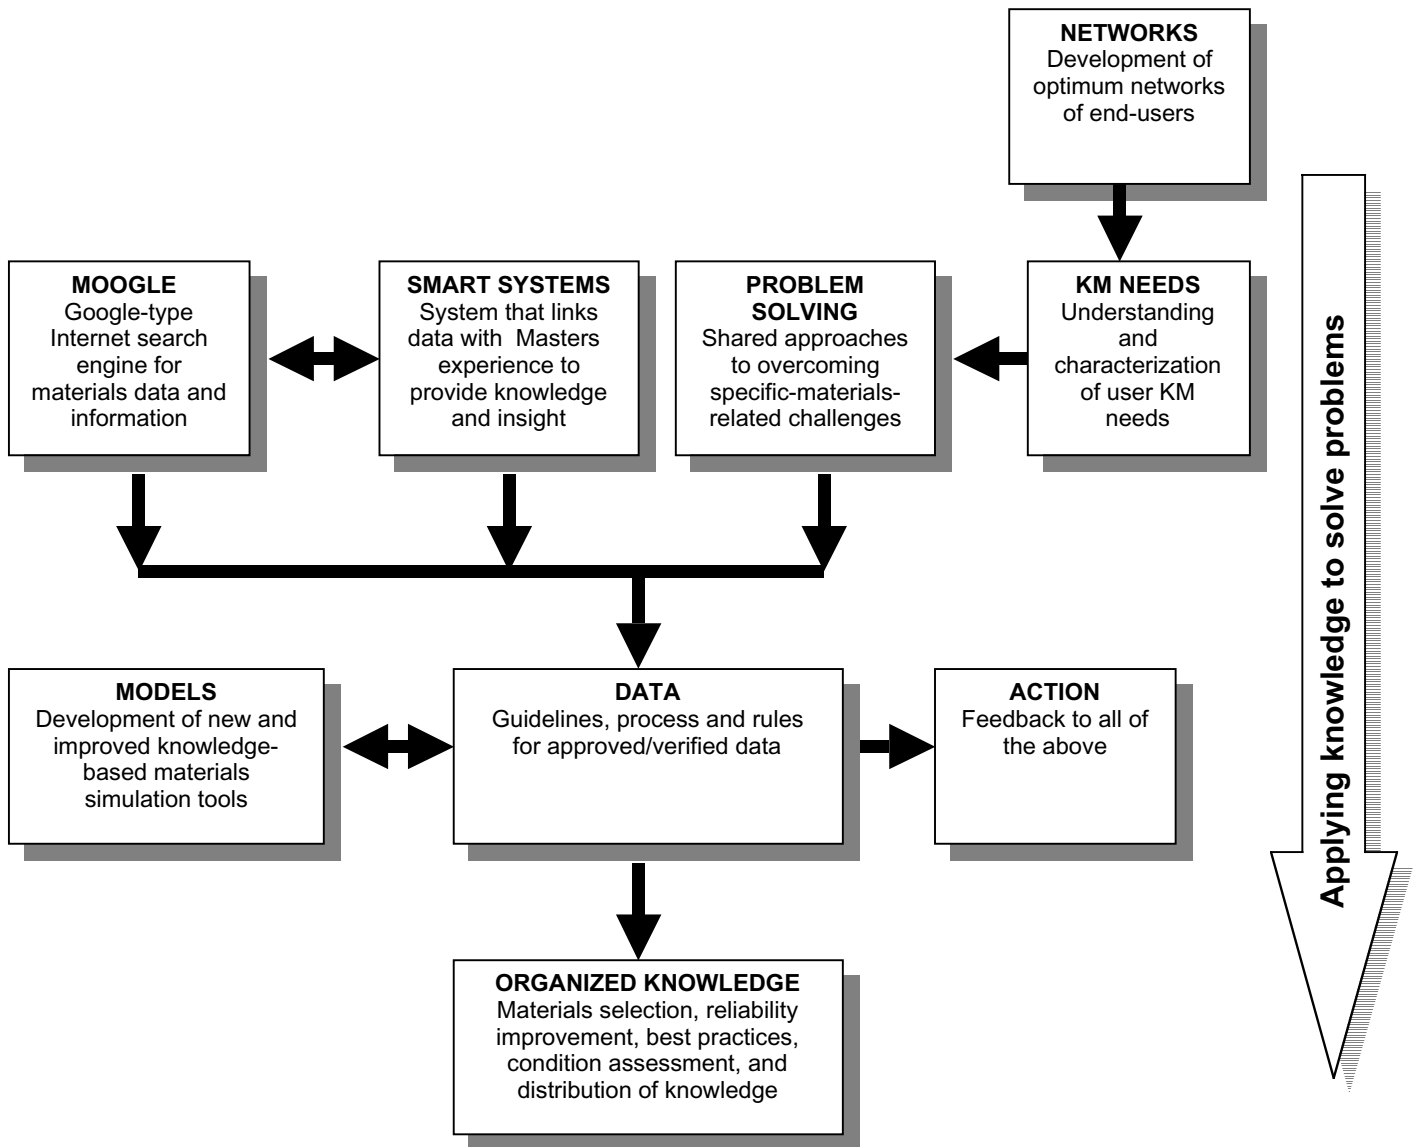 NETWORKS
Development of
optimum networks
of end-users
MOOGLE
Google-type
Internet search
engine for
materials data and
information
SMART SYSTEMS
System that links
data with Masters
experience to
provide knowledge
and insight
PROBLEM
SOLVING
Shared approaches
to overcoming
specific-materials-
related challenges
KM NEEDS
Understanding
and
characterization
of user KM
needs
Applying knowledge to solve problems
MODELS
Development of new and
improved knowledge-
based materials
simulation tools
DATA
Guidelines, process and rules
for approved/verified data
ACTION
Feedback to all of
the above
ORGANIZED KNOWLEDGE
Materials selection, reliability
improvement, best practices,
condition assessment, and
distribution of knowledge